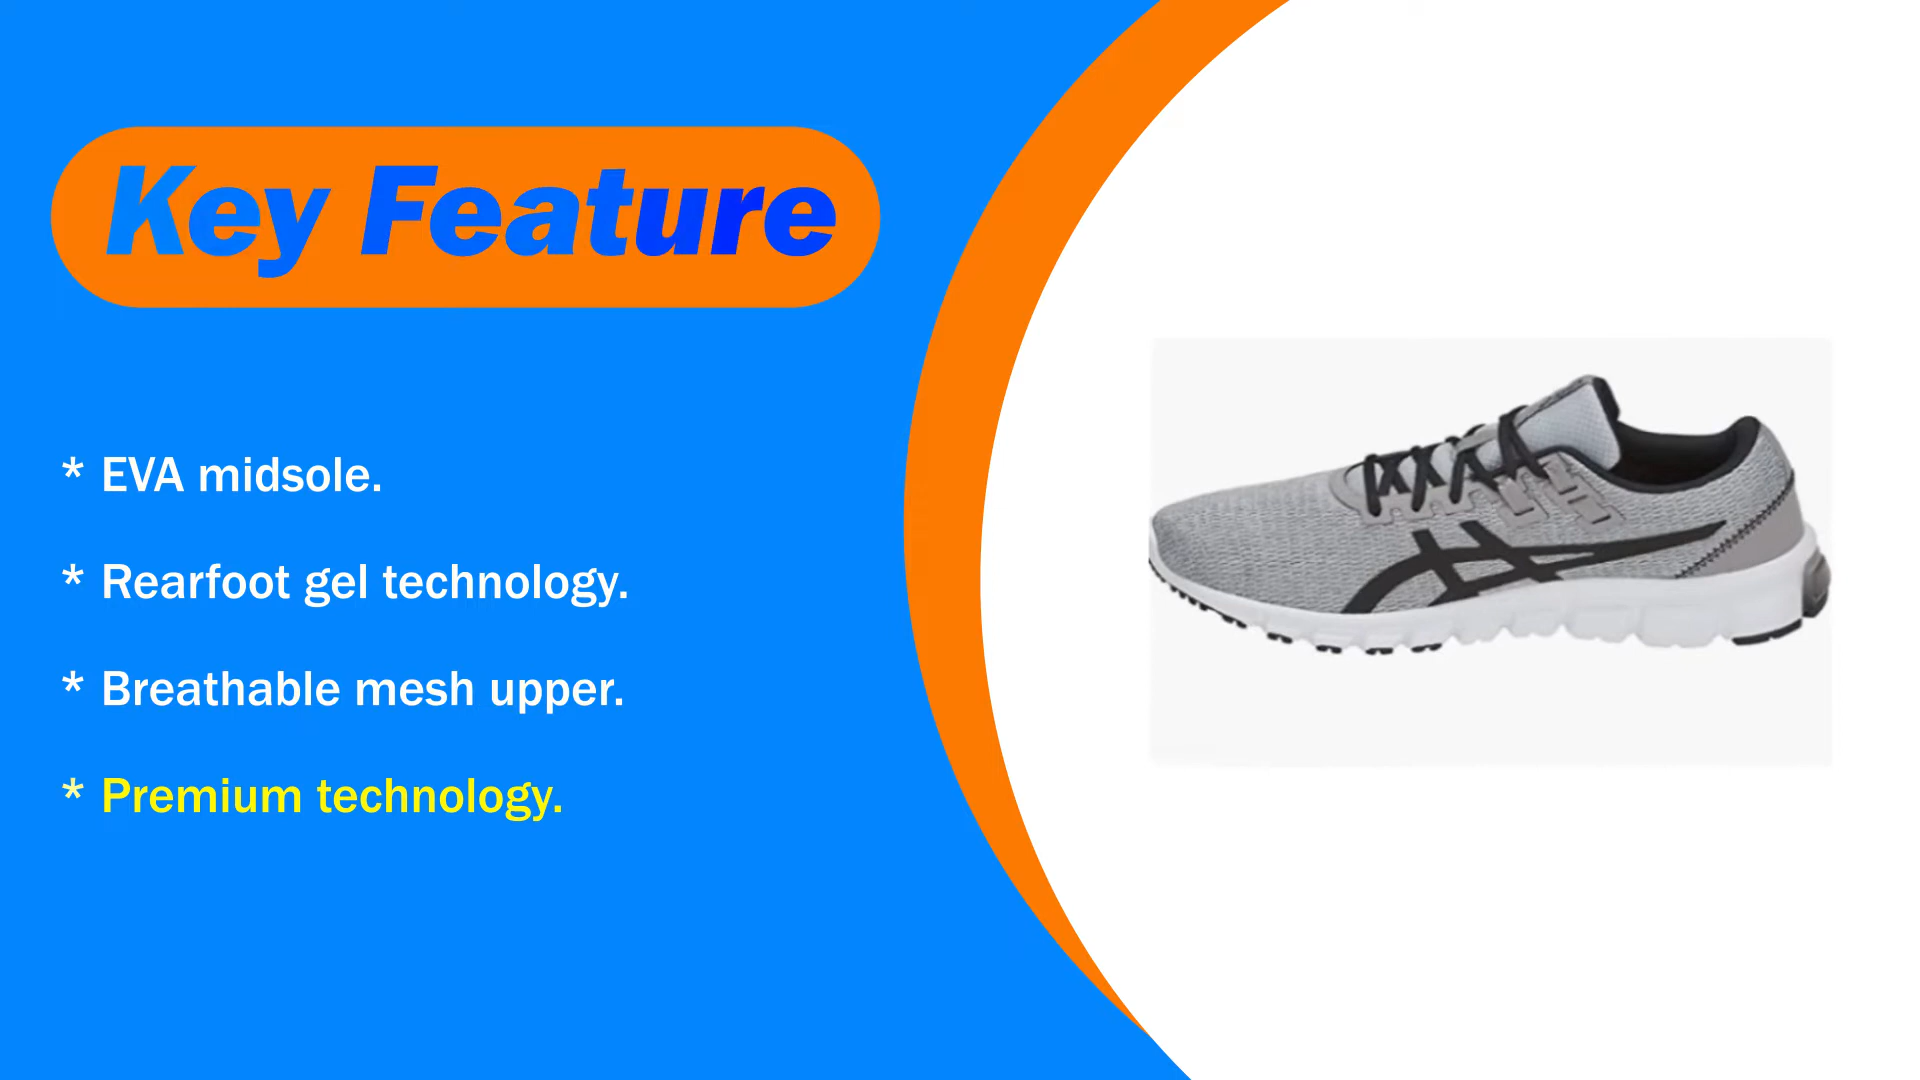 Key Feature
* EVA midsole.
* Rearfoot gel technology.
* Breathable mesh upper.
* Premium technology.